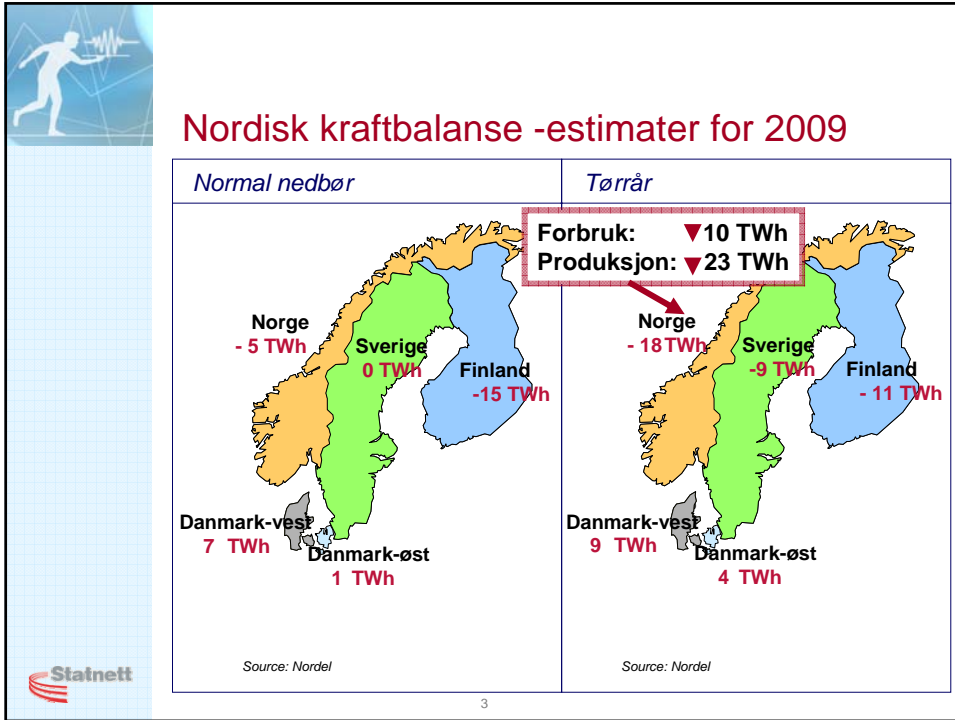 Nordisk kraftbalanse -estimater for 2009
Normal nedbør
Norge
- 5 TWh
Sverige
0 TWh
Finland
-15 TWh
Danmark-vest
7 TWh
Danmark-øst
1 TWh
Source: Nordel
Tørrår
Forbruk: ▼10 TWh
Produksjon: ▼23 TWh
Norge
- 18 TWh
Sverige
-9 TWh
Finland
- 11 TWh
Danmark-vest
9 TWh
Danmark-øst
4 TWh
Source: Nordel
Statnett
3